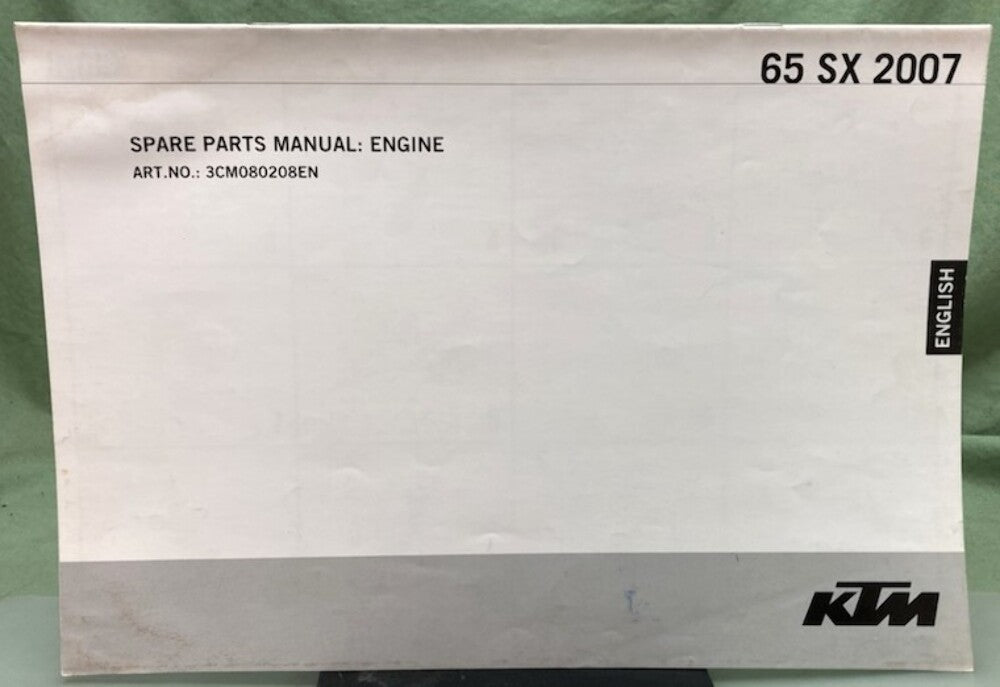 65 SX 2007
SPARE PARTS MANUAL: ENGINE
ART.NO.: 3CM080208EN
ENGLISH
KTM